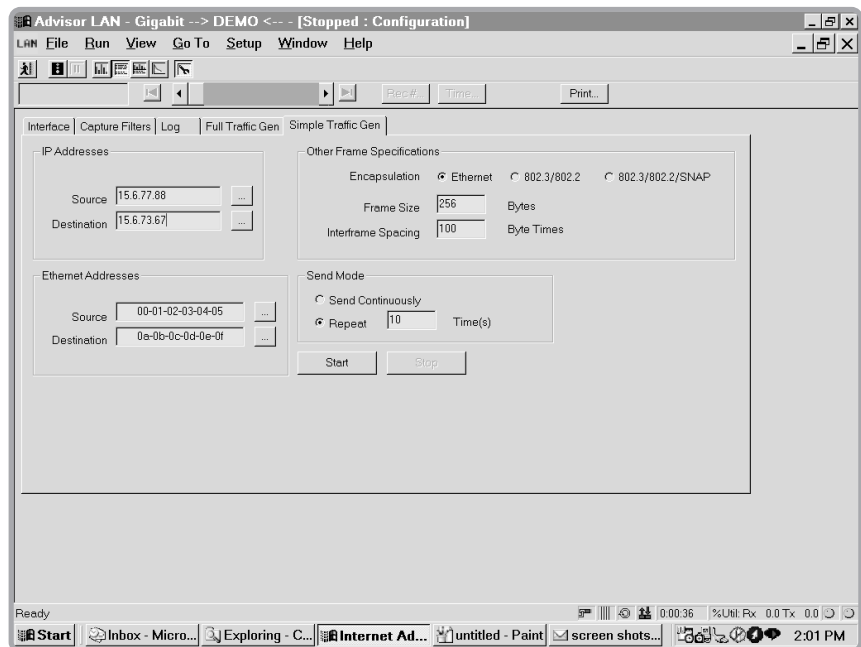 Advisor LAN - Gigabit --> DEMO <-- - [Stopped : Configuration]
LAN File Run View Go To Setup Window Help
Rec #... Time... Print...
Interface Capture Filters Log Full Traffic Gen Simple Traffic Gen
IP Addresses
Source 15.6.77.88 ...
Destination 15.6.73.67 ...
Other Frame Specifications
Encapsulation Ethernet 802.3/802.2 802.3/802.2/SNAP
Frame Size 256 Bytes
Interframe Spacing 100 Byte Times
Ethernet Addresses
Source 00-01-02-03-04-05 ...
Destination 0a-0b-0c-0d-0e-0f ...
Send Mode
Send Continuously
Repeat 10 Time(s)
Start Stop
Ready 0:00:36 %Util: Rx 0.0 Tx 0.0
Start Inbox - Micro... Exploring - C... Internet Ad... untitled - Paint screen shots... 2:01 PM